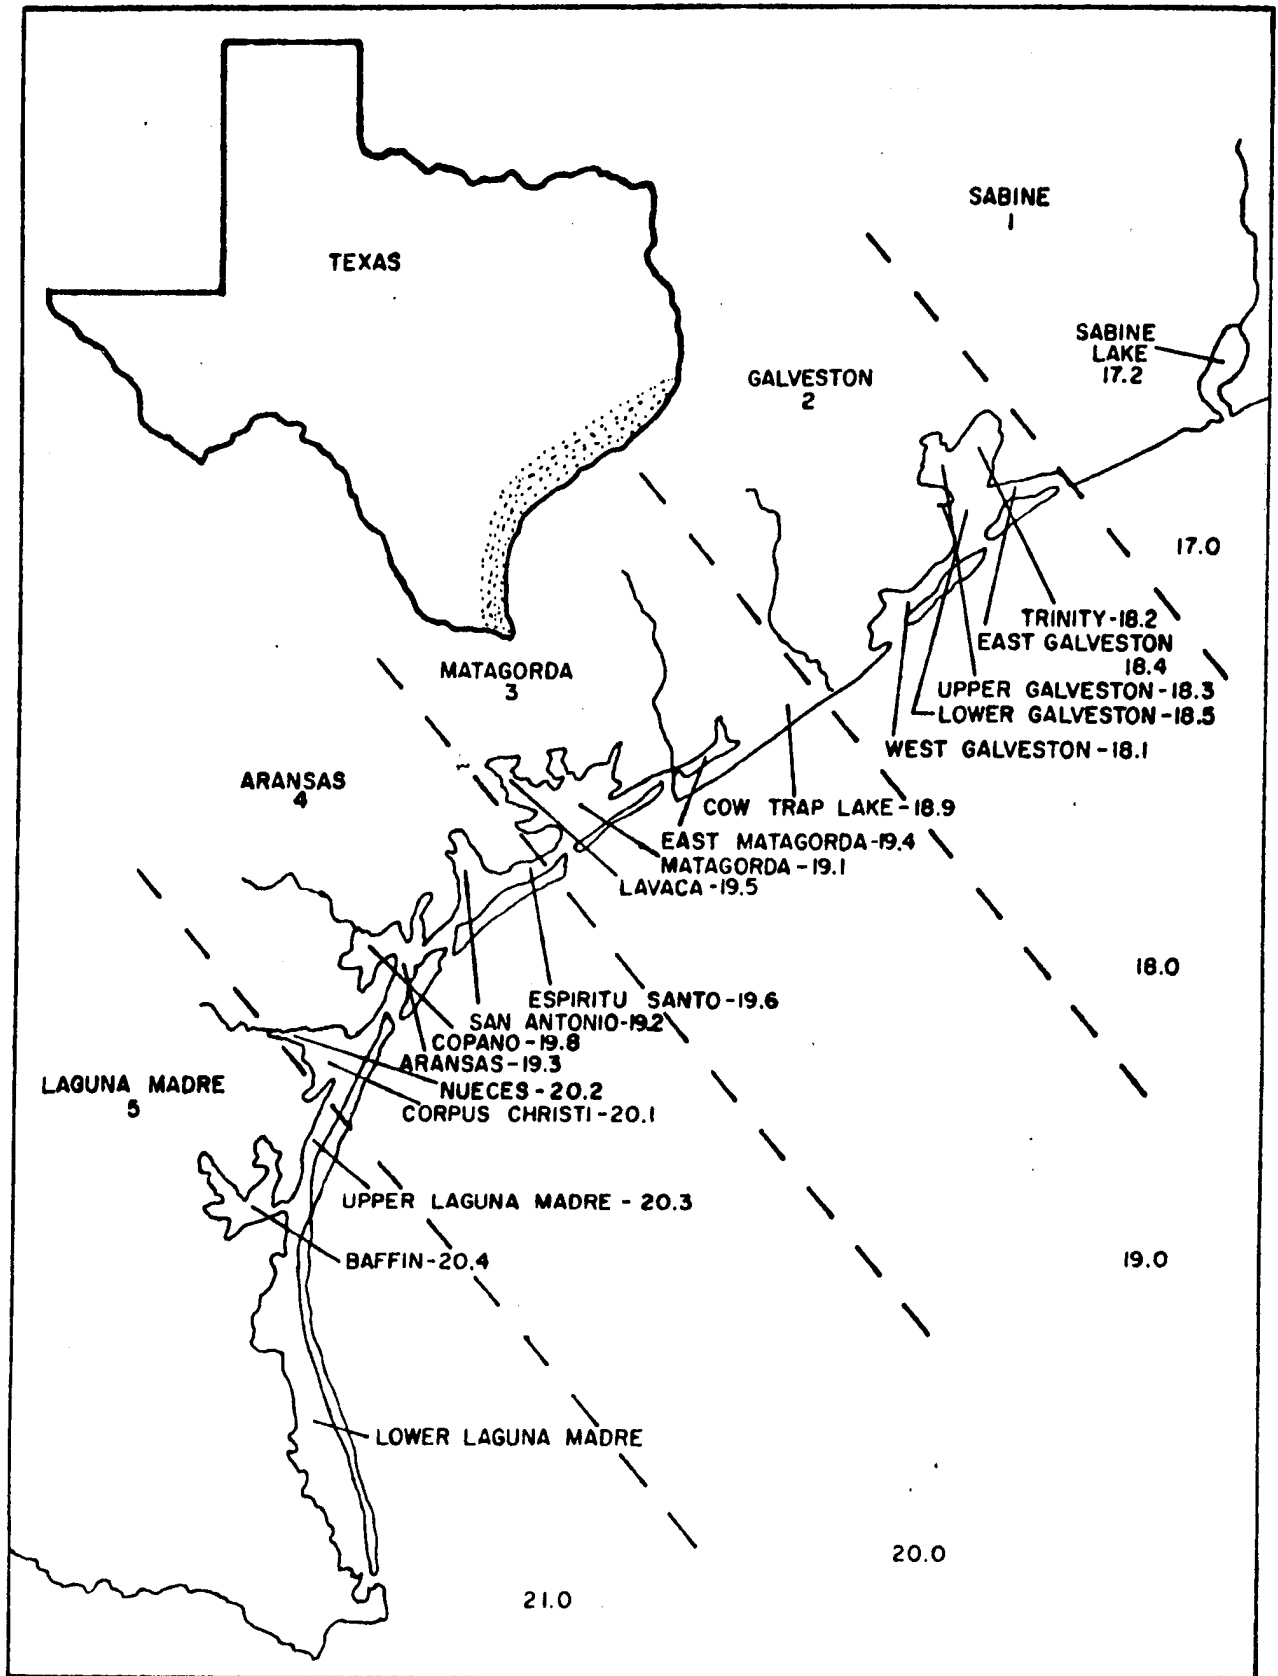 SABINE
1
TEXAS
SABINE
LAKE
17.2
GALVESTON
2
17.0
TRINITY-18.2
EAST GALVESTON
18.4
UPPER GALVESTON-18.3
LOWER GALVESTON-18.5
WEST GALVESTON-18.1
MATAGORDA
3
COW TRAP LAKE-18.9
EAST MATAGORDA-19.4
MATAGORDA-19.1
LAVACA-19.5
ARANSAS
4
18.0
ESPIRITU SANTO-19.6
SAN ANTONIO-19.2
COPANO-19.8
ARANSAS-19.3
NUECES-20.2
CORPUS CHRISTI-20.1
LAGUNA MADRE
5
UPPER LAGUNA MADRE - 20.3
BAFFIN-20.4
19.0
LOWER LAGUNA MADRE
20.0
21.0